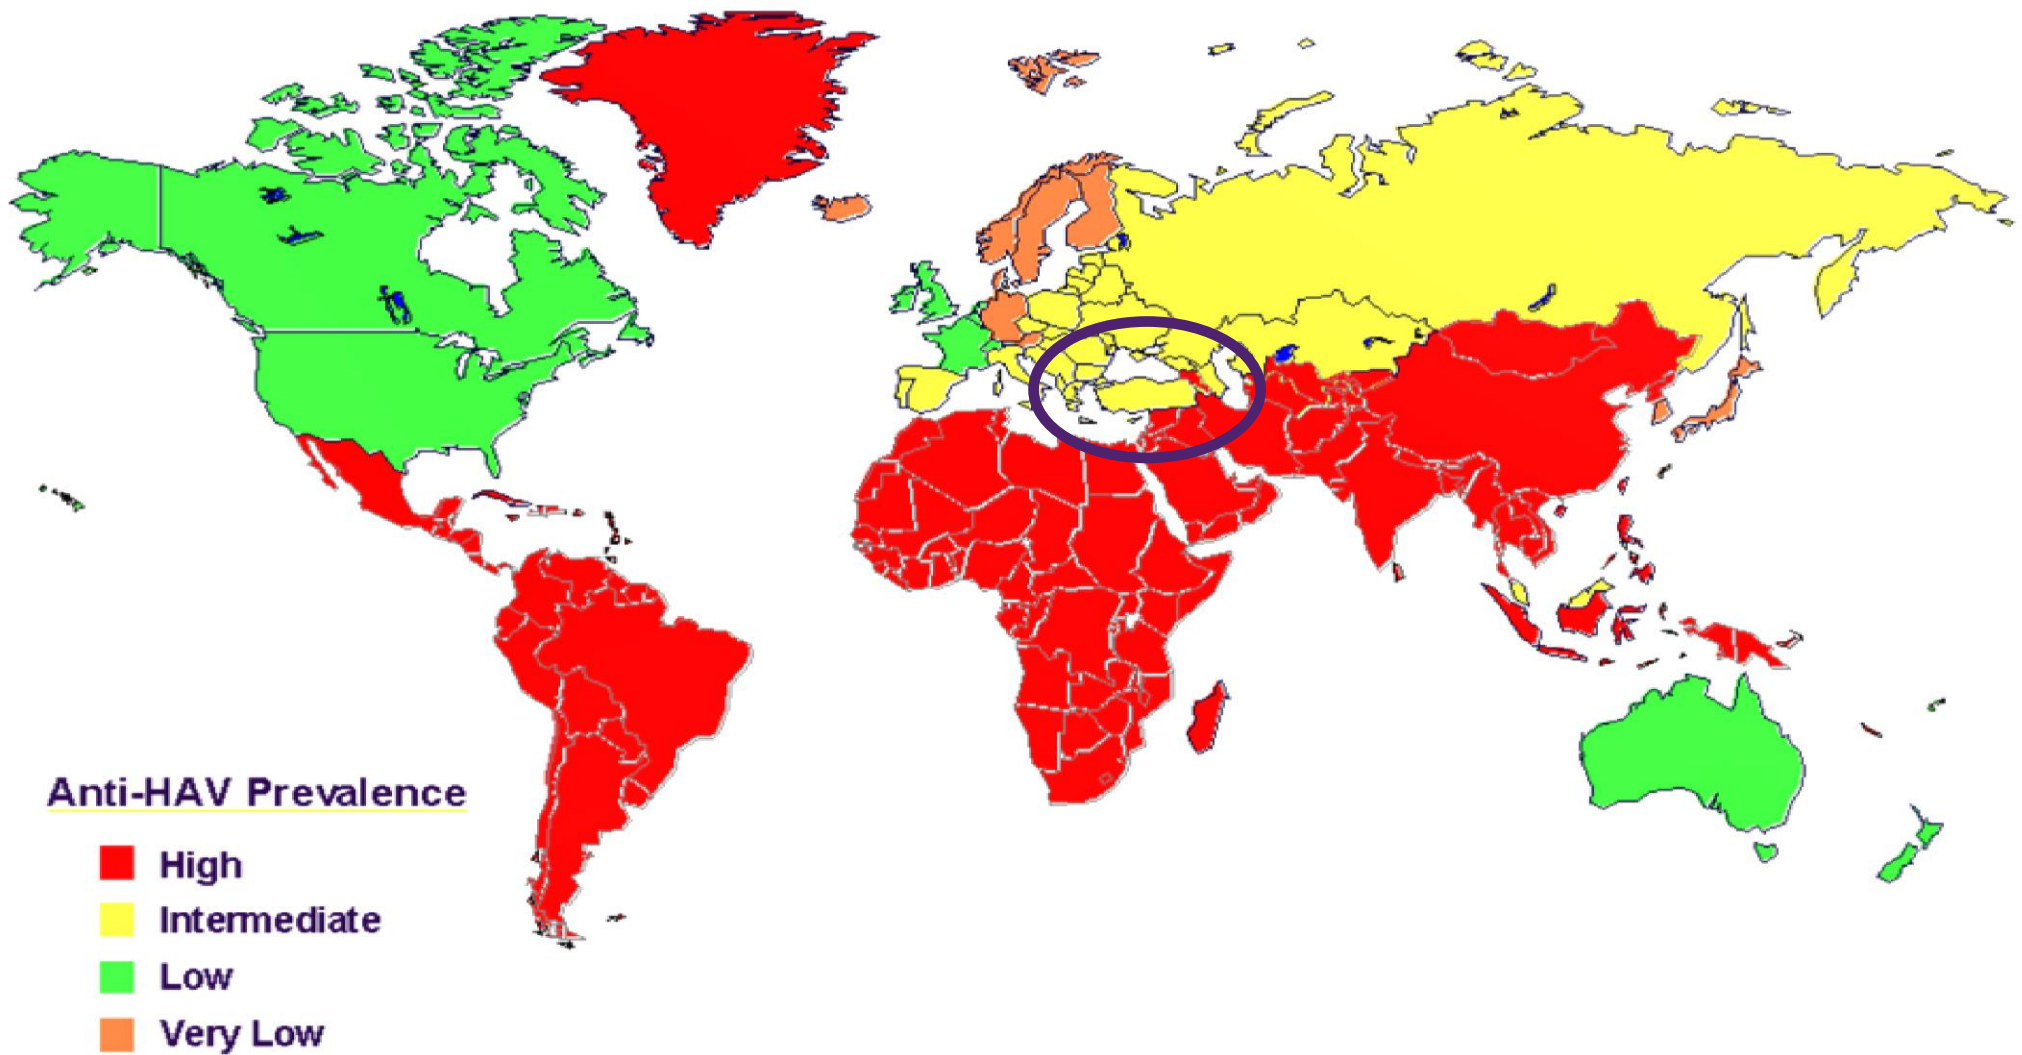 Anti-HAV Prevalence
High
Intermediate
Low
Very Low